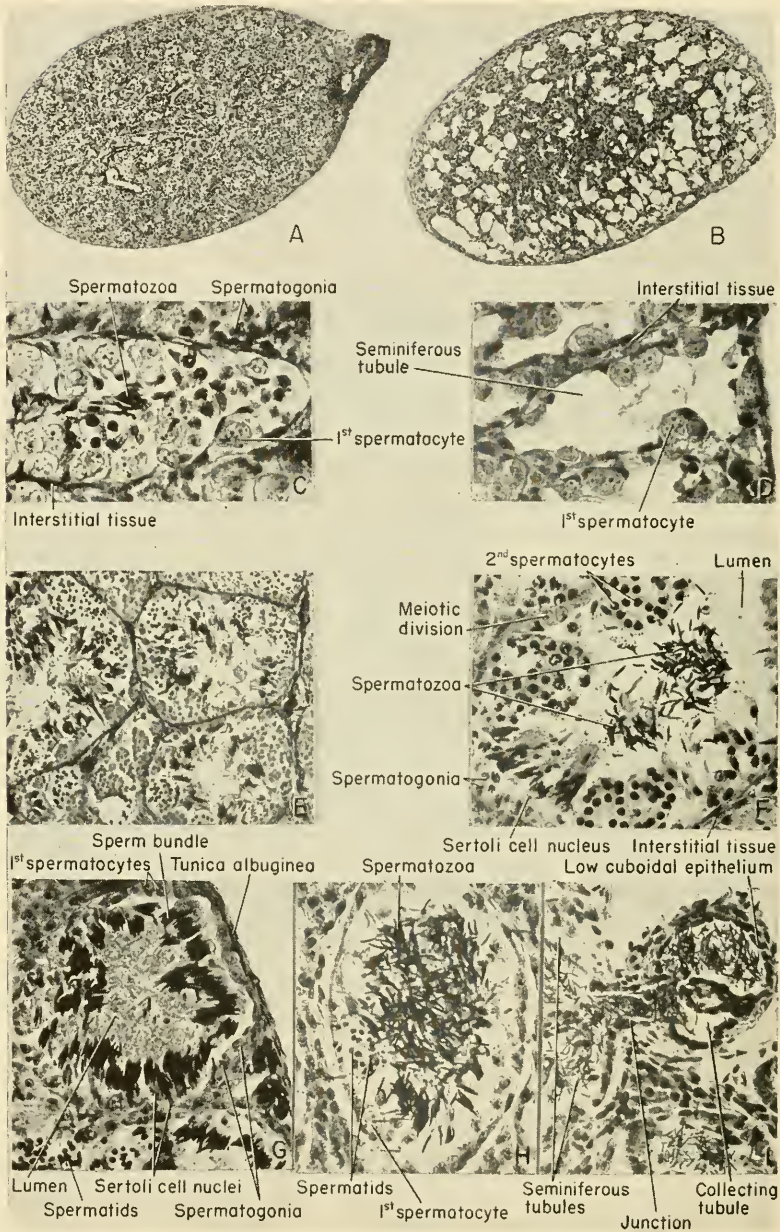 A
B
Spermatozoa Spermatogonia
Interstitial tissue
Seminiferous
tubule
1st spermatocyte
C
D
Interstitial tissue
1st spermatocyte
2nd spermatocytes
Lumen
Meiotic
division
Spermatozoa
Spermatogonia
E
F
Sertoli cell nucleus Interstitial tissue
Sperm bundle
1st spermatocytes Tunica albuginea
Spermatozoa
Low cuboidal epithelium
G
H
I
Lumen Sertoli cell nuclei
Spermatids Spermatogonia
Spermatids
1st spermatocyte
Seminiferous
tubules
Junction
Collecting
tubule